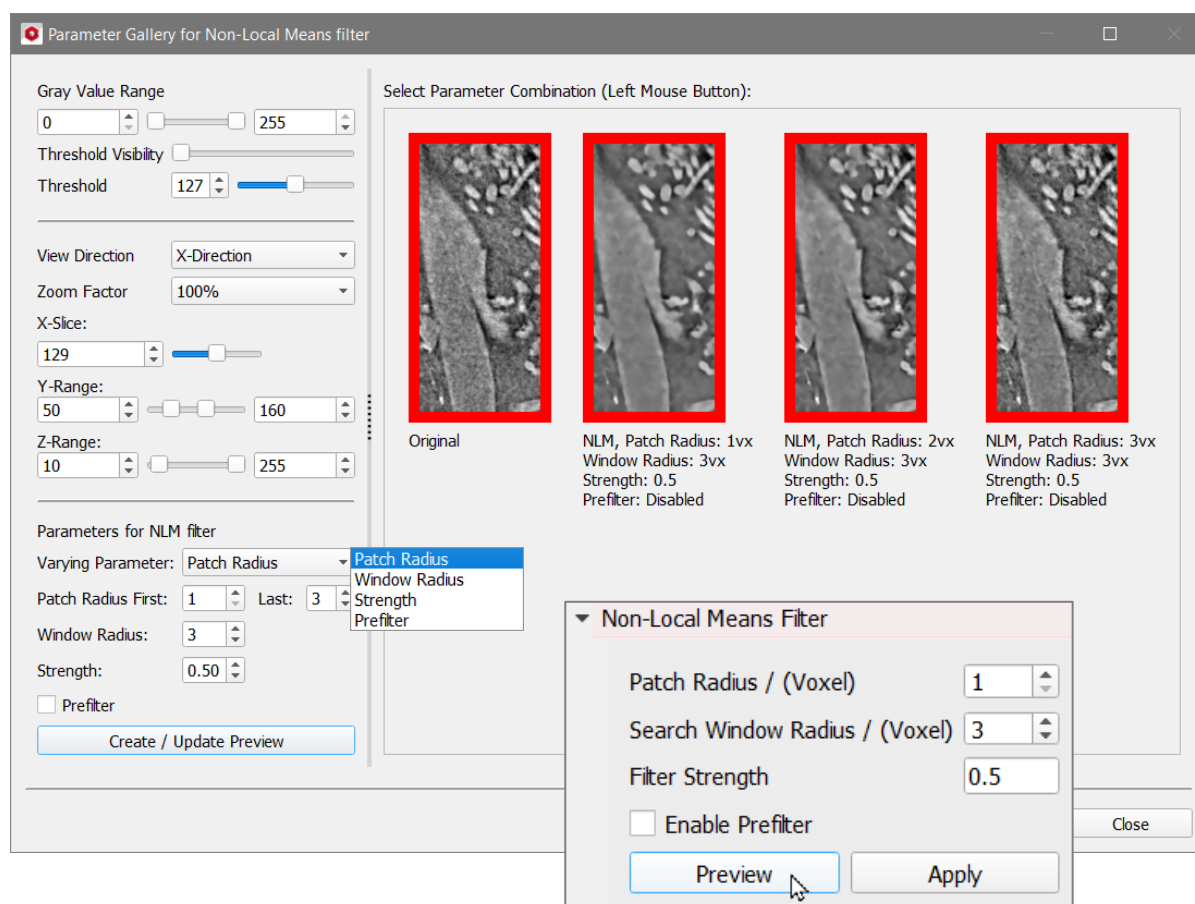 Parameter Gallery for Non-Local Means filter
Gray Value Range
0 255
Threshold Visibility
Threshold 127
View Direction X-Direction
Zoom Factor 100%
X-Slice:
129
Y-Range:
50 160
Z-Range:
10 255
Parameters for NLM filter
Varying Parameter: Patch Radius
Patch Radius First: 1 Last: 3
Window Radius: 3
Strength: 0.50
Prefilter
Create / Update Preview
Patch Radius
Window Radius
Strength
Prefilter
Select Parameter Combination (Left Mouse Button):
Original
NLM, Patch Radius: 1vx
Window Radius: 3vx
Strength: 0.5
Prefilter: Disabled
NLM, Patch Radius: 2vx
Window Radius: 3vx
Strength: 0.5
Prefilter: Disabled
NLM, Patch Radius: 3vx
Window Radius: 3vx
Strength: 0.5
Prefilter: Disabled
Non-Local Means Filter
Patch Radius / (Voxel) 1
Search Window Radius / (Voxel) 3
Filter Strength 0.5
Enable Prefilter
Preview Apply
Close